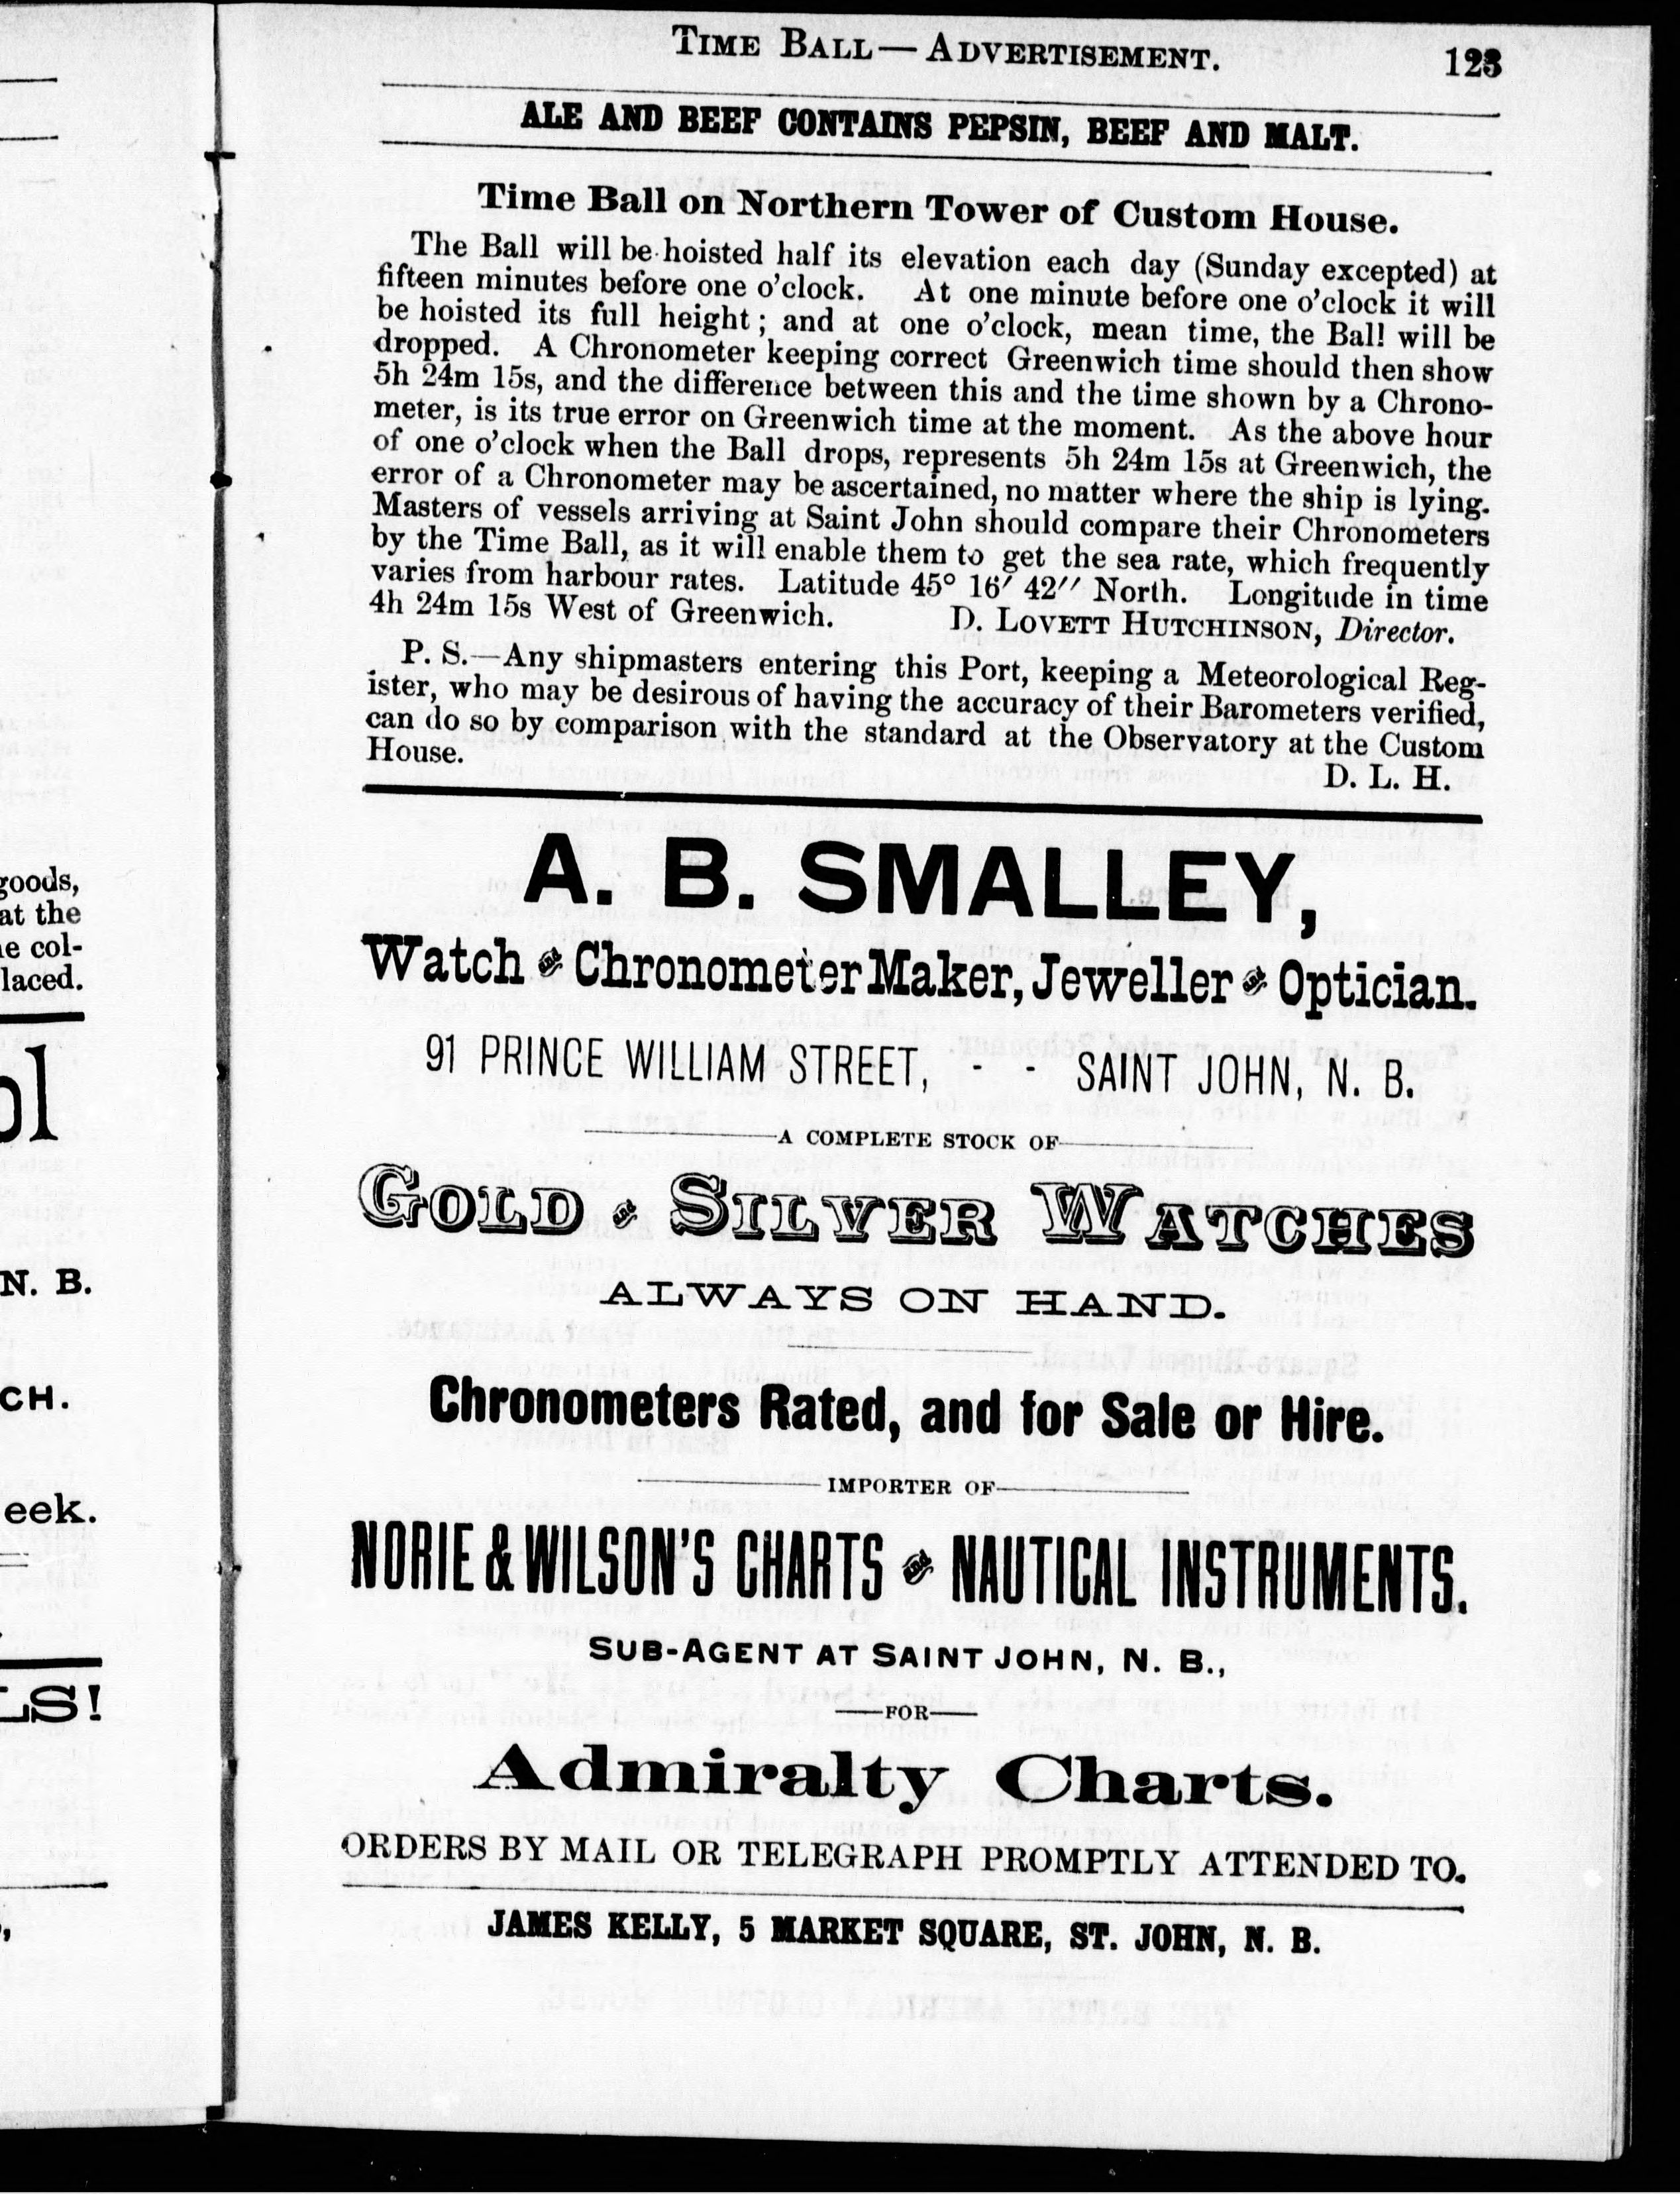 TIME BALL—ADVERTISEMENT. 123
ALE AND BEEF CONTAINS PEPSIN, BEEF AND MALT.
Time Ball on Northern Tower of Custom House.
The Ball will be hoisted half its elevation each day (Sunday excepted) at
fifteen minutes before one o'clock. At one minute before one o'clock it will
be hoisted its full height; and at one o'clock, mean time, the Bal! will be
dropped. A Chronometer keeping correct Greenwich time should then show
5h 24m 15s, and the difference between this and the time shown by a Chrono-
meter, is its true error on Greenwich time at the moment. As the above hour
of one o'clock when the Ball drops, represents 5h 24m 15s at Greenwich, the
error of a Chronometer may be ascertained, no matter where the ship is lying.
Masters of vessels arriving at Saint John should compare their Chronometers
by the Time Ball, as it will enable them to get the sea rate, which frequently
varies from harbour rates. Latitude 45° 16′ 42″ North. Longitude in time
4h 24m 15s West of Greenwich. D. LOVETT HUTCHINSON, Director.
P. S.—Any shipmasters entering this Port, keeping a Meteorological Reg-
ister, who may be desirous of having the accuracy of their Barometers verified,
can do so by comparison with the standard at the Observatory at the Custom
House. D. L. H.
A. B. SMALLEY,
Watch and Chronometer Maker, Jeweller and Optician.
91 PRINCE WILLIAM STREET, - - SAINT JOHN, N. B.
A COMPLETE STOCK OF
GOLD and SILVER WATCHES
ALWAYS ON HAND.
Chronometers Rated, and for Sale or Hire.
IMPORTER OF
NORIE & WILSON'S CHARTS and NAUTICAL INSTRUMENTS.
SUB-AGENT AT SAINT JOHN, N. B.,
—FOR—
Admiralty Charts.
ORDERS BY MAIL OR TELEGRAPH PROMPTLY ATTENDED TO.
JAMES KELLY, 5 MARKET SQUARE, ST. JOHN, N. B.
goods,
at the
e col-
laced.
ol
N. B.
CH.
eek.
LS!